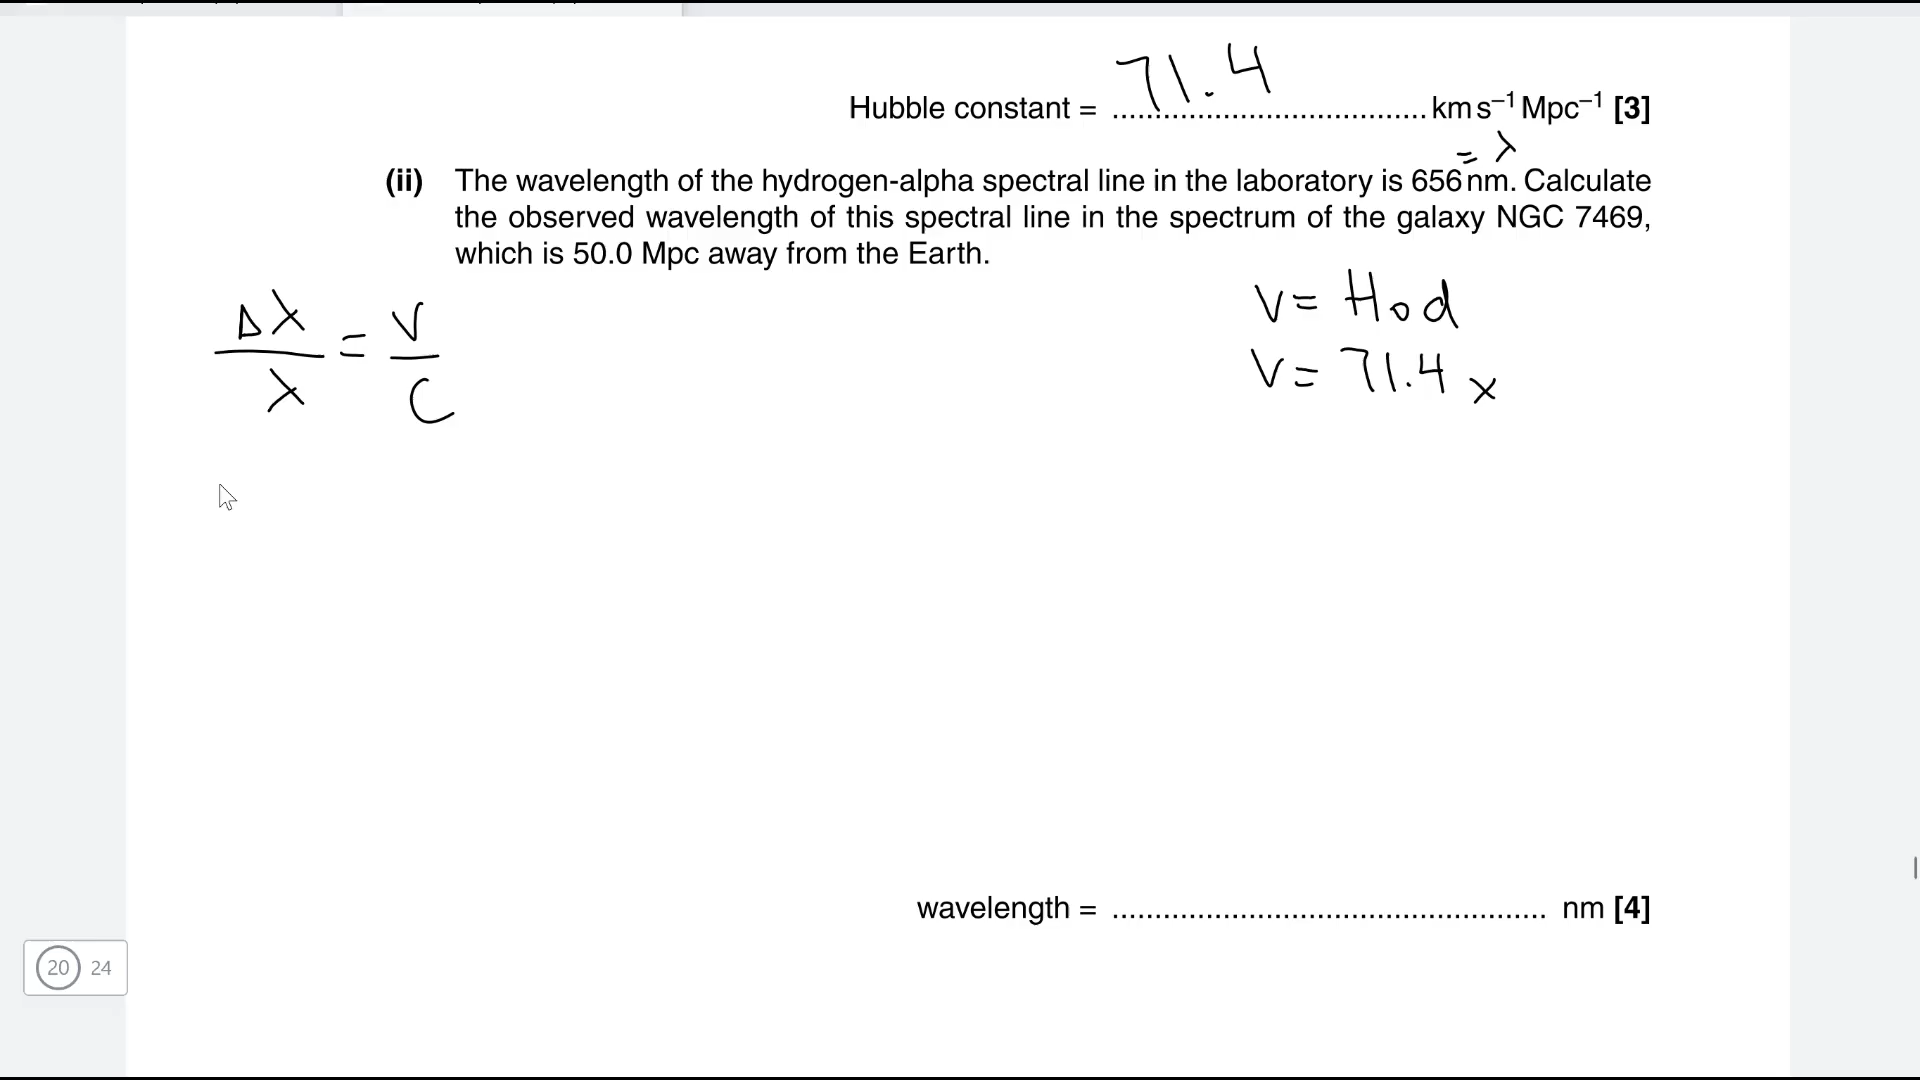 71.4
Hubble constant = .................................... km s⁻¹ Mpc⁻¹ [3]
= λ
(ii) The wavelength of the hydrogen-alpha spectral line in the laboratory is 656 nm. Calculate
the observed wavelength of this spectral line in the spectrum of the galaxy NGC 7469,
which is 50.0 Mpc away from the Earth.
Δλ/λ = v/c
v = H₀d
v = 71.4 x
wavelength = .................................................. nm [4]
20 24